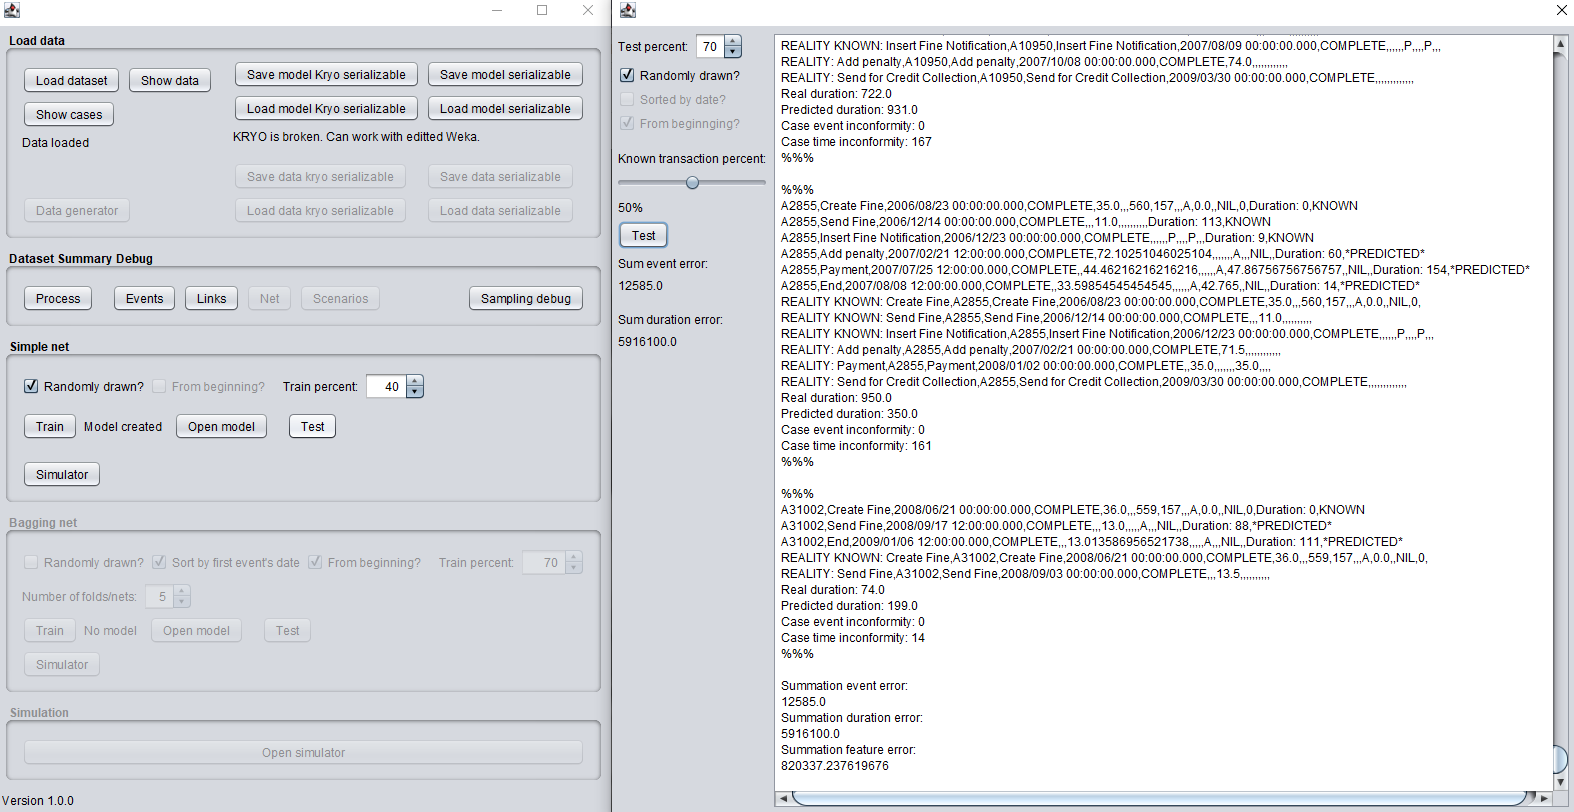 Load data
Load dataset
Show data
Save model Kryo serializable
Save model serializable
Show cases
Load model Kryo serializable
Load model serializable
Data loaded
KRYO is broken. Can work with editted Weka.
Save data kryo serializable
Save data serializable
Data generator
Load data kryo serializable
Load data serializable
Dataset Summary Debug
Process
Events
Links
Net
Scenarios
Sampling debug
Simple net
Randomly drawn?
From beginning?
Train percent:
40
Train
Model created
Open model
Test
Simulator
Bagging net
Randomly drawn?
Sort by first event's date
From beginning?
Train percent:
70
Number of folds/nets:
5
Train
No model
Open model
Test
Simulator
Simulation
Open simulator
Version 1.0.0
Test percent:
70
Randomly drawn?
Sorted by date?
From beginnging?
Known transaction percent:
50%
Test
Sum event error:
12585.0
Sum duration error:
5916100.0
REALITY KNOWN: Insert Fine Notification,A10950,Insert Fine Notification,2007/08/09 00:00:00.000,COMPLETE,,,,,,P,,,,P,,,
REALITY: Add penalty,A10950,Add penalty,2007/10/08 00:00:00.000,COMPLETE,74.0,,,,,,,,,,,,
REALITY: Send for Credit Collection,A10950,Send for Credit Collection,2009/03/30 00:00:00.000,COMPLETE,,,,,,,,,,,,,
Real duration: 722.0
Predicted duration: 931.0
Case event inconformity: 0
Case time inconformity: 167
%%%
%%%
A2855,Create Fine,2006/08/23 00:00:00.000,COMPLETE,35.0,,,560,157,,,A,0.0,,NIL,0,Duration: 0,KNOWN
A2855,Send Fine,2006/12/14 00:00:00.000,COMPLETE,,,11.0,,,,,,,,,,Duration: 113,KNOWN
A2855,Insert Fine Notification,2006/12/23 00:00:00.000,COMPLETE,,,,,,P,,,,P,,,Duration: 9,KNOWN
A2855,Add penalty,2007/02/21 12:00:00.000,COMPLETE,72.10251046025104,,,,,,,A,,,NIL,,Duration: 60,*PREDICTED*
A2855,Payment,2007/07/25 12:00:00.000,COMPLETE,,44.46216216216216,,,,,,A,47.86756756756757,,NIL,,Duration: 154,*PREDICTED*
A2855,End,2007/08/08 12:00:00.000,COMPLETE,,33.59854545454545,,,,,,A,42.765,,NIL,,Duration: 14,*PREDICTED*
REALITY KNOWN: Create Fine,A2855,Create Fine,2006/08/23 00:00:00.000,COMPLETE,35.0,,,560,157,,,A,0.0,,NIL,0,
REALITY KNOWN: Send Fine,A2855,Send Fine,2006/12/14 00:00:00.000,COMPLETE,,,11.0,,,,,,,,,,
REALITY KNOWN: Insert Fine Notification,A2855,Insert Fine Notification,2006/12/23 00:00:00.000,COMPLETE,,,,,,P,,,,P,,,
REALITY: Add penalty,A2855,Add penalty,2007/02/21 00:00:00.000,COMPLETE,71.5,,,,,,,,,,,,
REALITY: Payment,A2855,Payment,2008/01/02 00:00:00.000,COMPLETE,,35.0,,,,,,,35.0,,,,
REALITY: Send for Credit Collection,A2855,Send for Credit Collection,2009/03/30 00:00:00.000,COMPLETE,,,,,,,,,,,,,
Real duration: 950.0
Predicted duration: 350.0
Case event inconformity: 0
Case time inconformity: 161
%%%
%%%
A31002,Create Fine,2008/06/21 00:00:00.000,COMPLETE,36.0,,,559,157,,,A,0.0,,NIL,0,Duration: 0,KNOWN
A31002,Send Fine,2008/09/17 12:00:00.000,COMPLETE,,,13.0,,,,,A,,,NIL,,Duration: 88,*PREDICTED*
A31002,End,2009/01/06 12:00:00.000,COMPLETE,,,13.013586956521738,,,,,A,,,NIL,,Duration: 111,*PREDICTED*
REALITY KNOWN: Create Fine,A31002,Create Fine,2008/06/21 00:00:00.000,COMPLETE,36.0,,,559,157,,,A,0.0,,NIL,0,
REALITY: Send Fine,A31002,Send Fine,2008/09/03 00:00:00.000,COMPLETE,,,13.5,,,,,,,,,,
Real duration: 74.0
Predicted duration: 199.0
Case event inconformity: 0
Case time inconformity: 14
%%%
Summation event error:
12585.0
Summation duration error:
5916100.0
Summation feature error:
820337.237619676